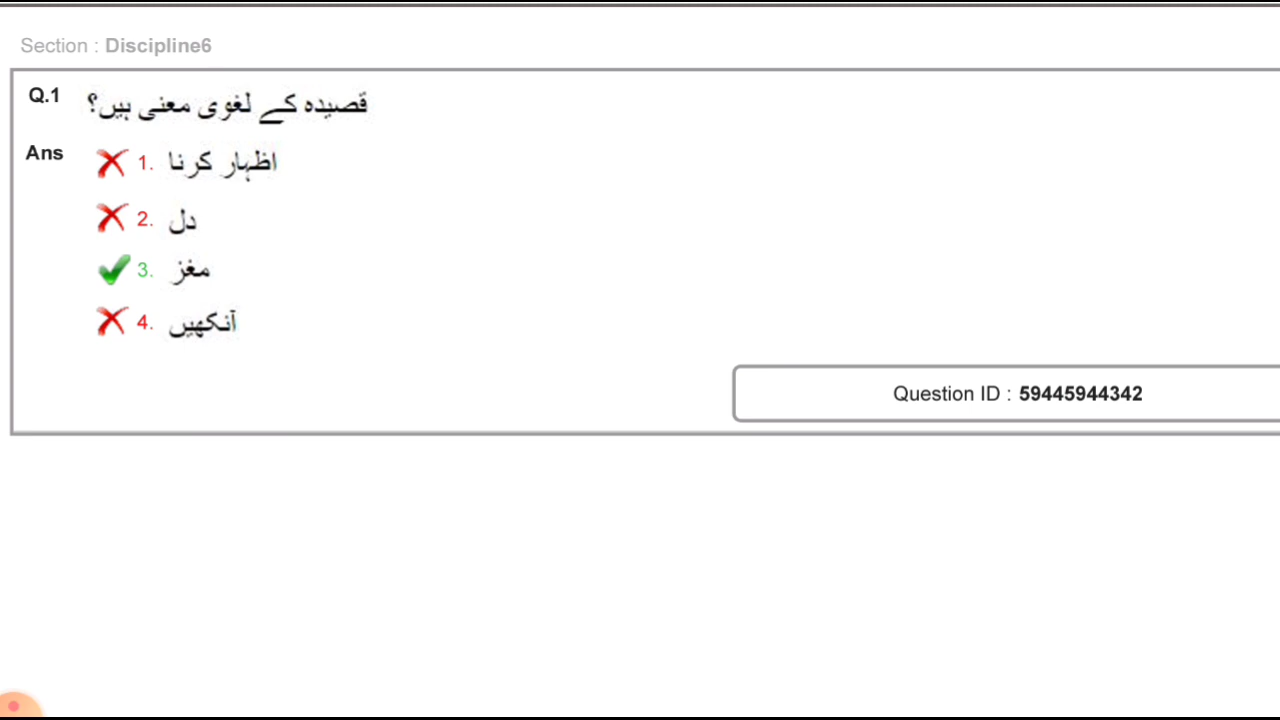 Section : Discipline6
Q.1 قصیدہ کے لغوی معنی ہیں؟
Ans 1. اظہار کرنا
2. دل
3. مغز
4. آنکھیں
Question ID : 59445944342